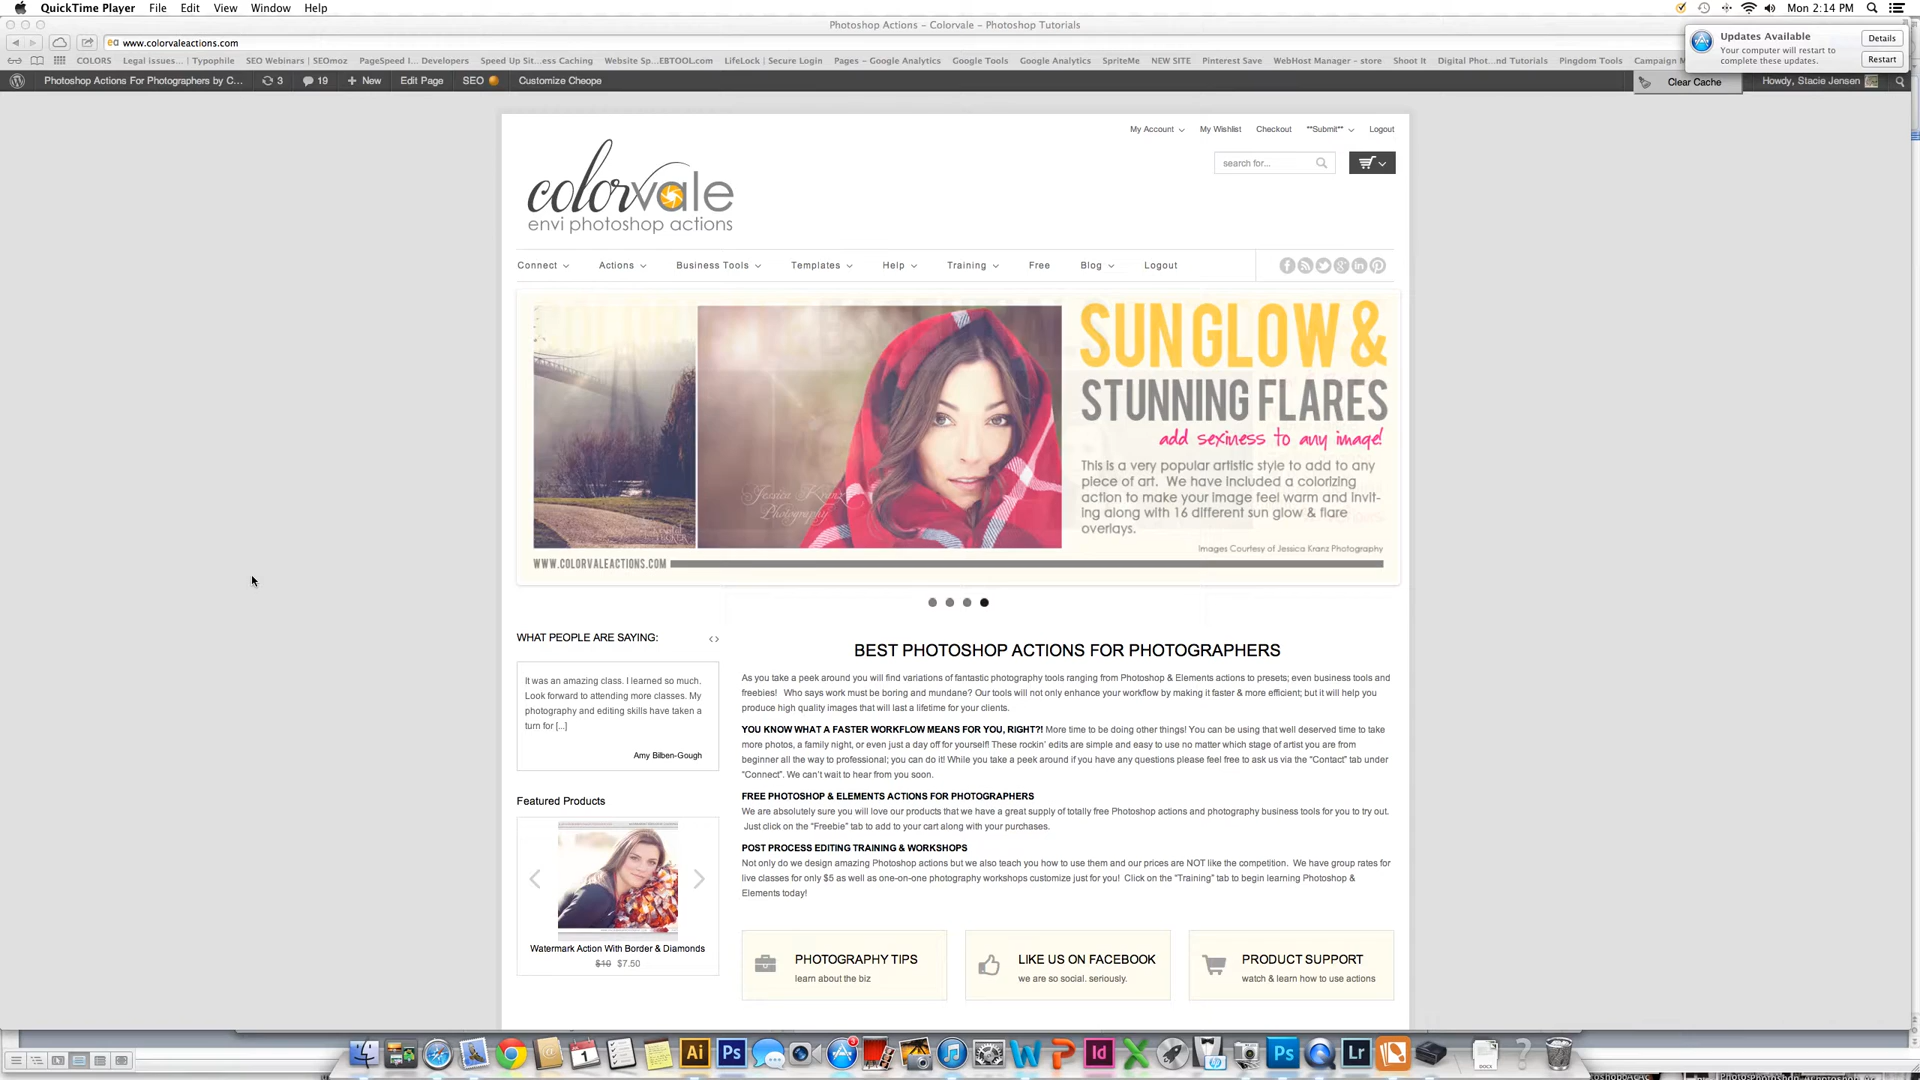 QuickTime Player File Edit View Window Help
Mon 2:14 PM
Photoshop Actions – Colorvale – Photoshop Tutorials
www.colorvaleactions.com
COLORS Legal issues... | Typophile SEO Webinars | SEOmoz PageSpeed I... Developers Speed Up Sit...ess Caching Website Sp...EBTOOL.com LifeLock | Secure Login Pages – Google Analytics Google Tools Google Analytics SpriteMe NEW SITE Pinterest Save WebHost Manager – store Shoot It Digital Phot...nd Tutorials Pingdom Tools Campaign M
Updates Available
Your computer will restart to
complete these updates.
Details
Restart
Photoshop Actions For Photographers by C... 3 19 + New Edit Page SEO Customize Cheope
Clear Cache
Howdy, Stacie Jensen
My Account My Wishlist Checkout **Submit** Logout
search for...
colorvale
envi photoshop actions
Connect Actions Business Tools Templates Help Training Free Blog Logout
SUN GLOW &
STUNNING FLARES
add sexiness to any image!
This is a very popular artistic style to add to any
piece of art. We have included a colorizing
action to make your image feel warm and invit-
ing along with 16 different sun glow & flare
overlays.
Jessica Kranz
Photography
Images Courtesy of Jessica Kranz Photography
WWW.COLORVALEACTIONS.COM
WHAT PEOPLE ARE SAYING:
It was an amazing class. I learned so much.
Look forward to attending more classes. My
photography and editing skills have taken a
turn for [...]
Amy Bilben-Gough
Featured Products
Watermark Action With Border & Diamonds
$10 $7.50
BEST PHOTOSHOP ACTIONS FOR PHOTOGRAPHERS
As you take a peek around you will find variations of fantastic photography tools ranging from Photoshop & Elements actions to presets; even business tools and
freebies! Who says work must be boring and mundane? Our tools will not only enhance your workflow by making it faster & more efficient; but it will help you
produce high quality images that will last a lifetime for your clients.
YOU KNOW WHAT A FASTER WORKFLOW MEANS FOR YOU, RIGHT?! More time to be doing other things! You can be using that well deserved time to take
more photos, a family night, or even just a day off for yourself! These rockin' edits are simple and easy to use no matter which stage of artist you are from
beginner all the way to professional; you can do it! While you take a peek around if you have any questions please feel free to ask us via the "Contact" tab under
"Connect". We can't wait to hear from you soon.
FREE PHOTOSHOP & ELEMENTS ACTIONS FOR PHOTOGRAPHERS
We are absolutely sure you will love our products that we have a great supply of totally free Photoshop actions and photography business tools for you to try out.
Just click on the "Freebie" tab to add to your cart along with your purchases.
POST PROCESS EDITING TRAINING & WORKSHOPS
Not only do we design amazing Photoshop actions but we also teach you how to use them and our prices are NOT like the competition. We have group rates for
live classes for only $5 as well as one-on-one photography workshops customize just for you! Click on the "Training" tab to begin learning Photoshop &
Elements today!
PHOTOGRAPHY TIPS
learn about the biz
LIKE US ON FACEBOOK
we are so social. seriously.
PRODUCT SUPPORT
watch & learn how to use actions